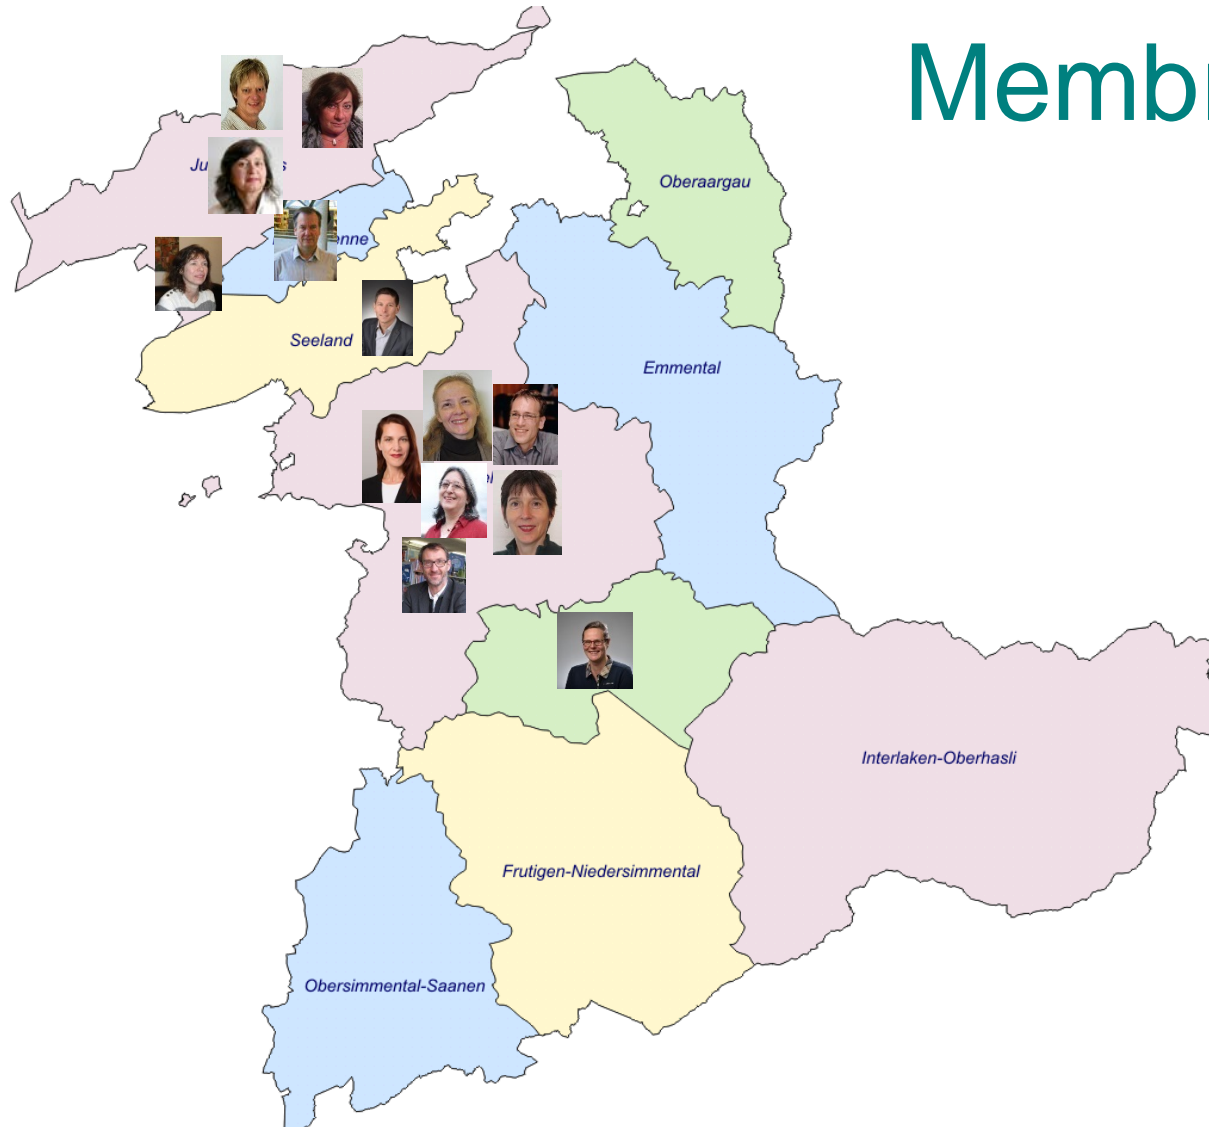 Memb
Oberaargau
Seeland
Emmental
Interlaken-Oberhasli
Frutigen-Niedersimmental
Obersimmental-Saanen